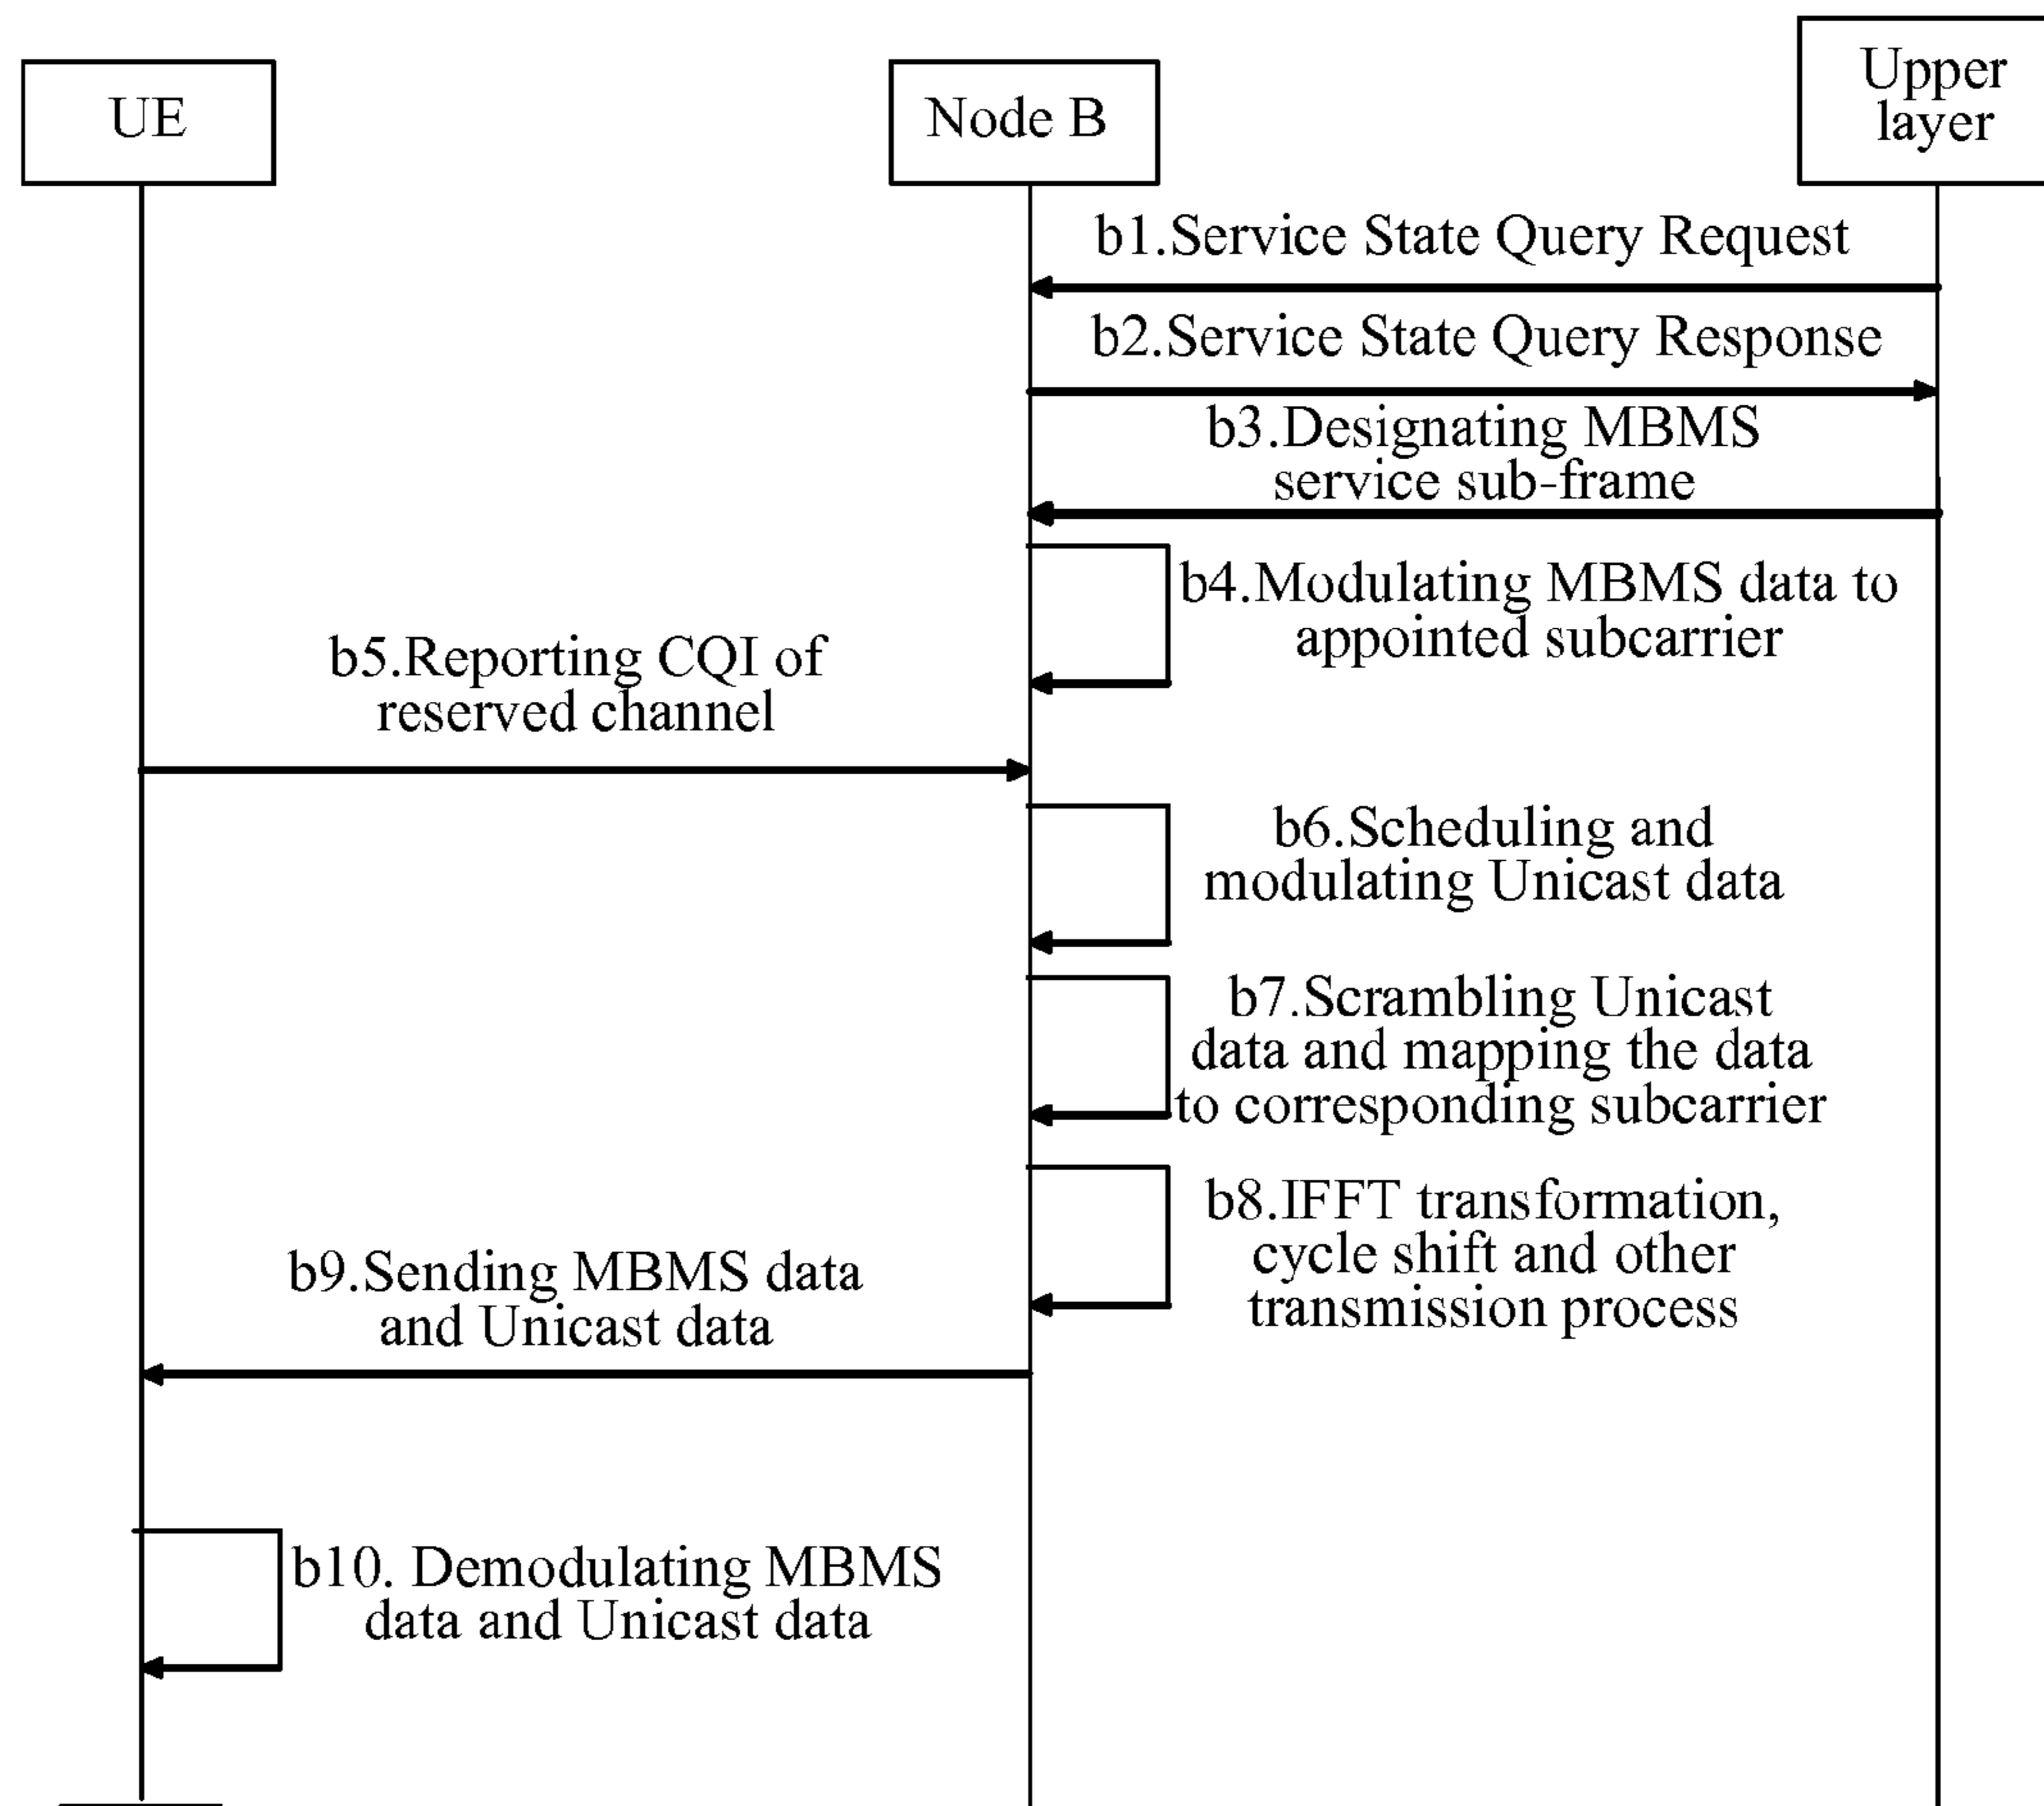 UE
Node B
Upper
layer
b1.Service State Query Request
b2.Service State Query Response
b3.Designating MBMS
service sub-frame
b4.Modulating MBMS data to
appointed subcarrier
b5.Reporting CQI of
reserved channel
b6.Scheduling and
modulating Unicast data
b7.Scrambling Unicast
data and mapping the data
to corresponding subcarrier
b8.IFFT transformation,
cycle shift and other
transmission process
b9.Sending MBMS data
and Unicast data
b10. Demodulating MBMS
data and Unicast data